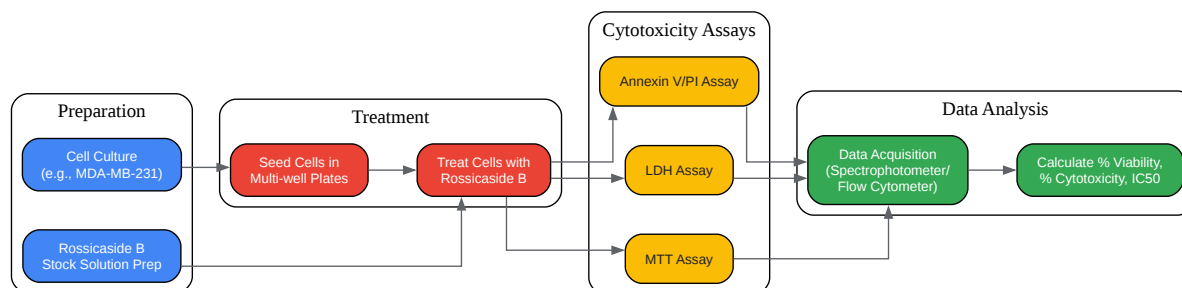 Preparation
Cell Culture
(e.g., MDA-MB-231)
Rossicaside B
Stock Solution Prep
Treatment
Seed Cells in
Multi-well Plates
Treat Cells with
Rossicaside B
Cytotoxicity Assays
Annexin V/PI Assay
LDH Assay
MTT Assay
Data Analysis
Data Acquisition
(Spectrophotometer/
Flow Cytometer)
Calculate % Viability,
% Cytotoxicity, IC50